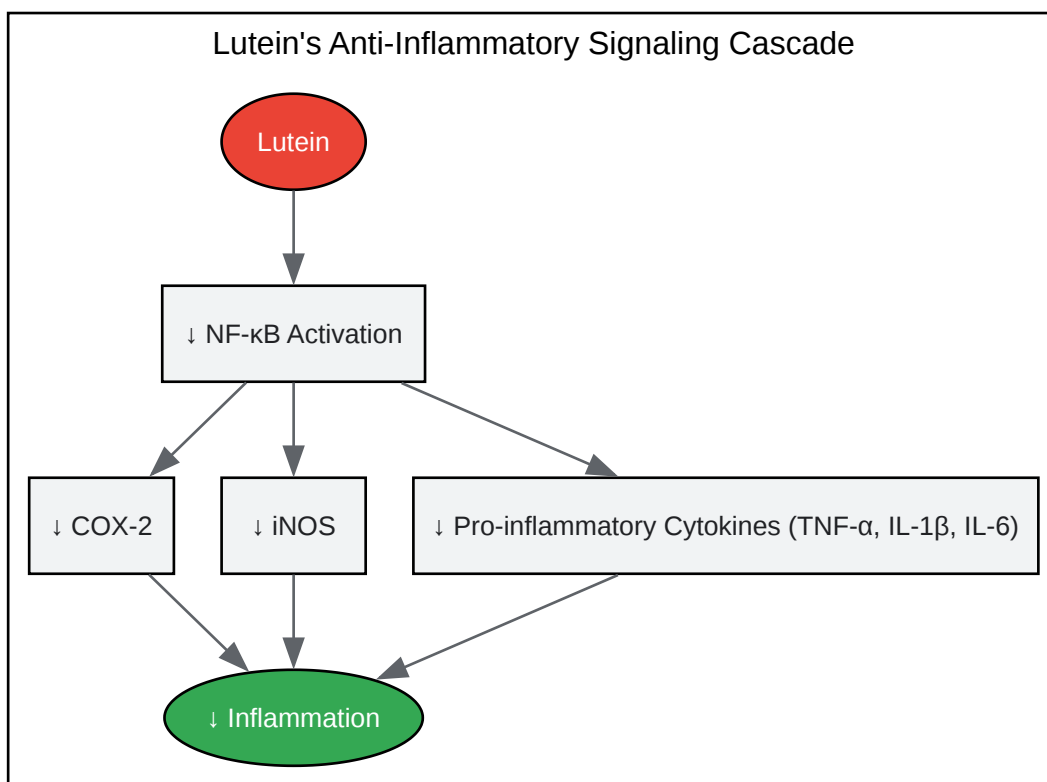 Lutein's Anti-Inflammatory Signaling Cascade
Lutein
↓ NF-κB Activation
↓ COX-2
↓ iNOS
↓ Pro-inflammatory Cytokines (TNF-α, IL-1β, IL-6)
↓ Inflammation